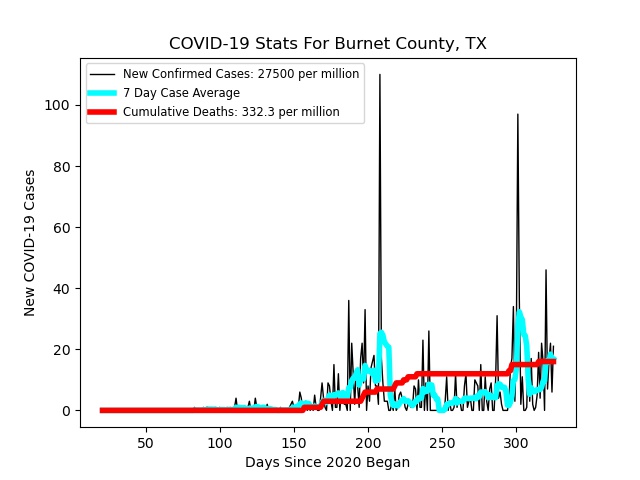 COVID-19 Stats For Burnet County, TX
New Confirmed Cases: 27500 per million
7 Day Case Average
Cumulative Deaths: 332.3 per million
New COVID-19 Cases
100
80
60
40
20
0
50 100 150 200 250 300
Days Since 2020 Began